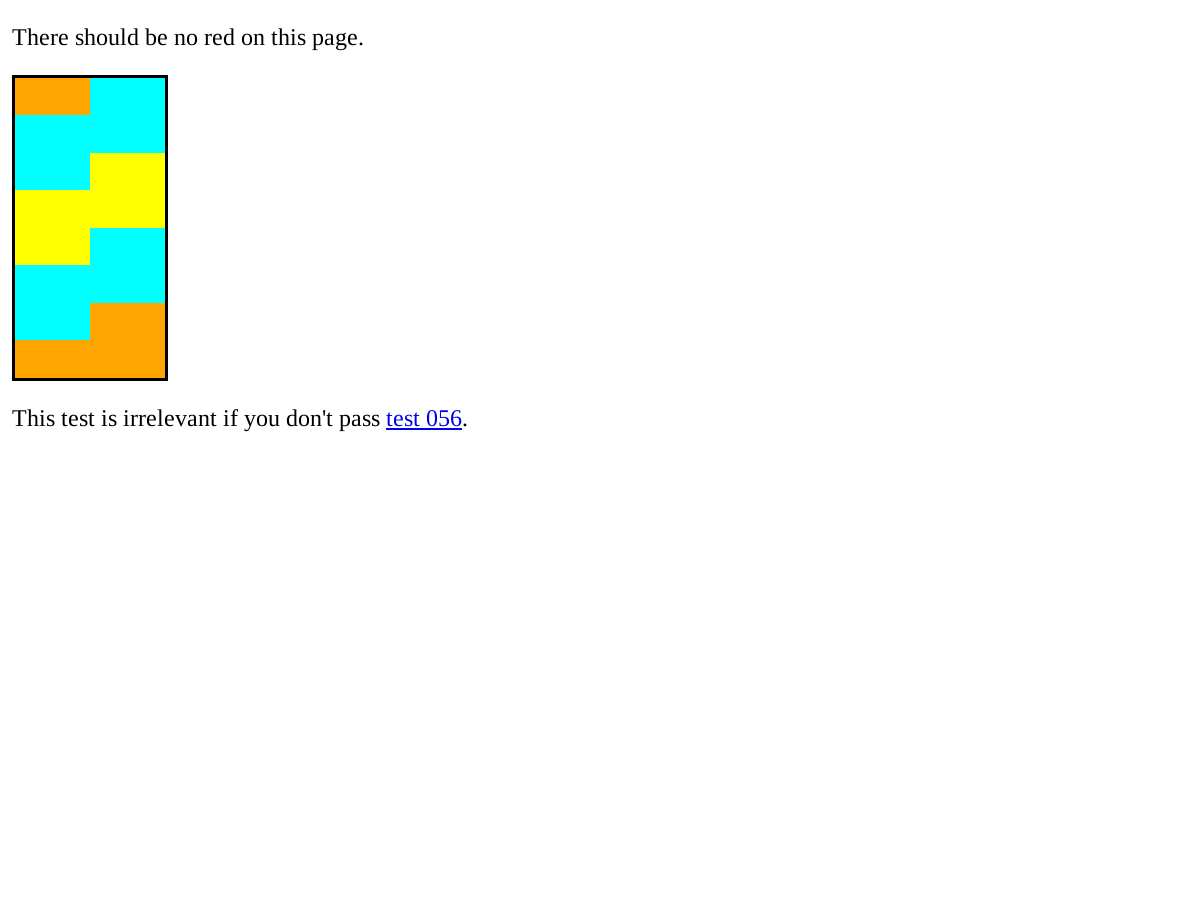 There should be no red on this page.
This test is irrelevant if you don't pass test 056.